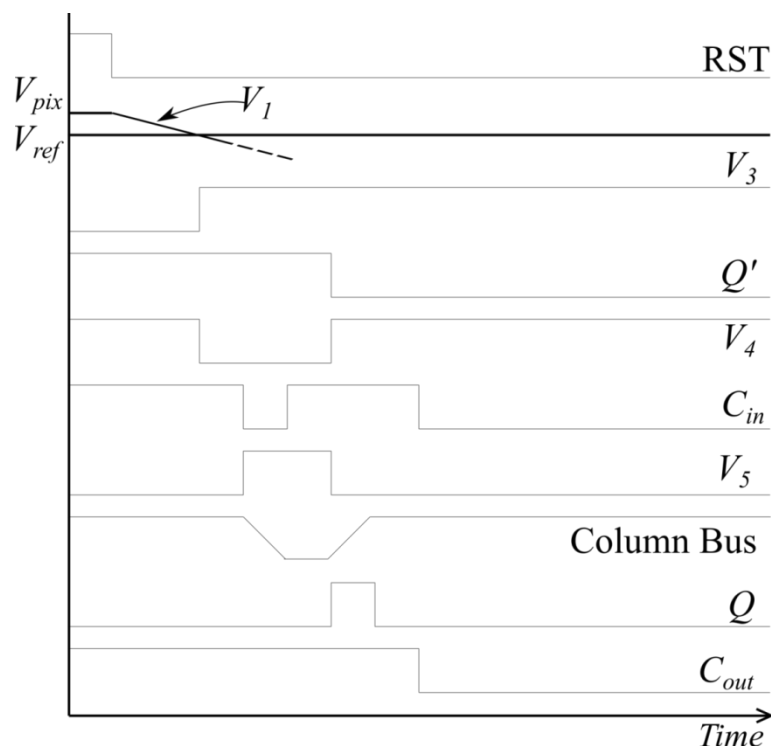 RST
V_pix
V_1
V_ref
V_3
Q'
V_4
C_in
V_5
Column Bus
Q
C_out
Time